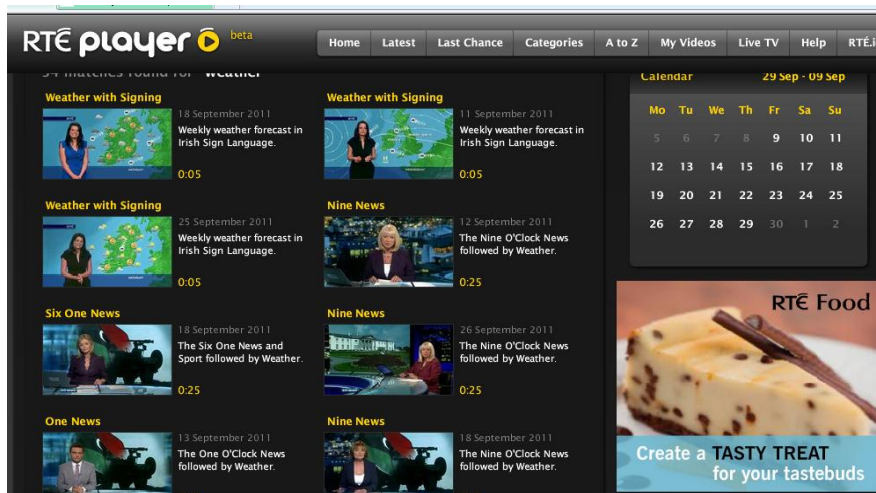 RTÉ player beta
Home Latest Last Chance Categories A to Z My Videos Live TV Help RTÉ.i
matches found for weather
Weather with Signing
18 September 2011
Weekly weather forecast in
Irish Sign Language.
0:05
Weather with Signing
11 September 2011
Weekly weather forecast in
Irish Sign Language.
0:05
Weather with Signing
25 September 2011
Weekly weather forecast in
Irish Sign Language.
0:05
Nine News
12 September 2011
The Nine O'Clock News
followed by Weather.
0:25
Six One News
18 September 2011
The Six One News and
Sport followed by Weather.
0:25
Nine News
26 September 2011
The Nine O'Clock News
followed by Weather.
0:25
One News
13 September 2011
The One O'Clock News
followed by Weather.
Nine News
18 September 2011
The Nine O'Clock News
followed by Weather.
Calendar 29 Sep - 09 Sep
Mo Tu We Th Fr Sa Su
5 6 7 8 9 10 11
12 13 14 15 16 17 18
19 20 21 22 23 24 25
26 27 28 29 30 1 2
RTÉ Food
Create a TASTY TREAT
for your tastebuds